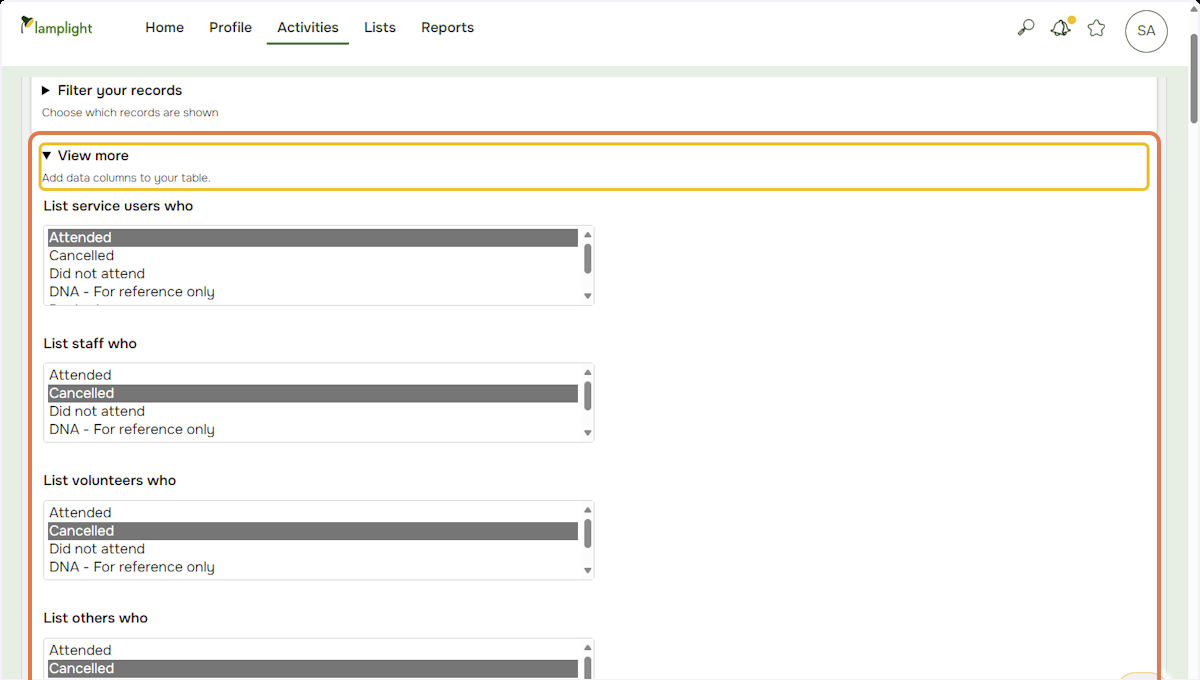 lamplight
Home Profile Activities Lists Reports
SA
Filter your records
Choose which records are shown
View more
Add data columns to your table.
List service users who
Attended
Cancelled
Did not attend
DNA - For reference only
List staff who
Attended
Cancelled
Did not attend
DNA - For reference only
List volunteers who
Attended
Cancelled
Did not attend
DNA - For reference only
List others who
Attended
Cancelled